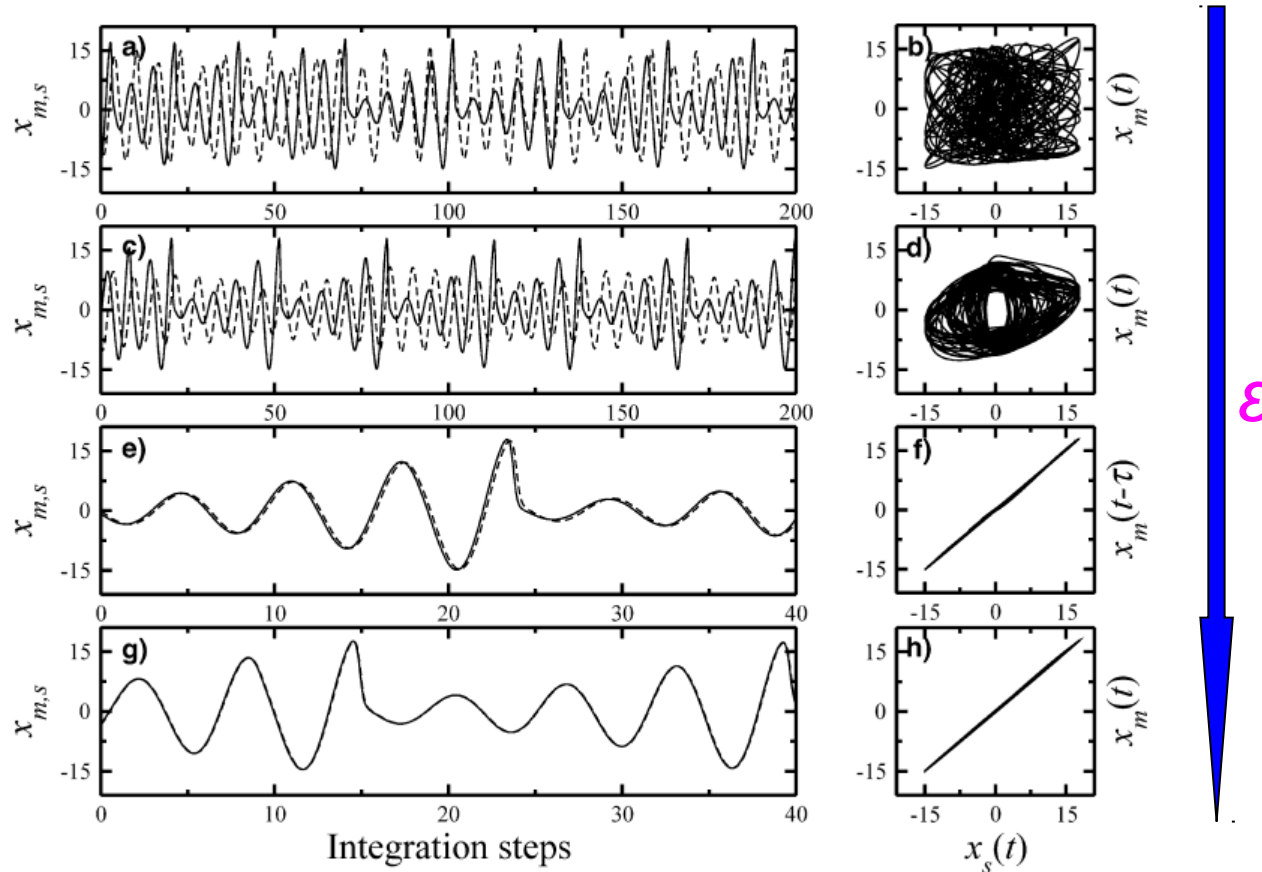 a)
x_{m,s}
15
0
-15
0 50 100 150 200
b)
x_m(t)
15
0
-15
-15 0 15
c)
x_{m,s}
15
0
-15
0 50 100 150 200
d)
x_m(t)
15
0
-15
-15 0 15
e)
x_{m,s}
15
0
-15
0 10 20 30 40
f)
x_m(t-τ)
15
0
-15
-15 0 15
g)
x_{m,s}
15
0
-15
0 10 20 30 40
Integration steps
h)
x_m(t)
15
0
-15
-15 0 15
x_s(t)
ε